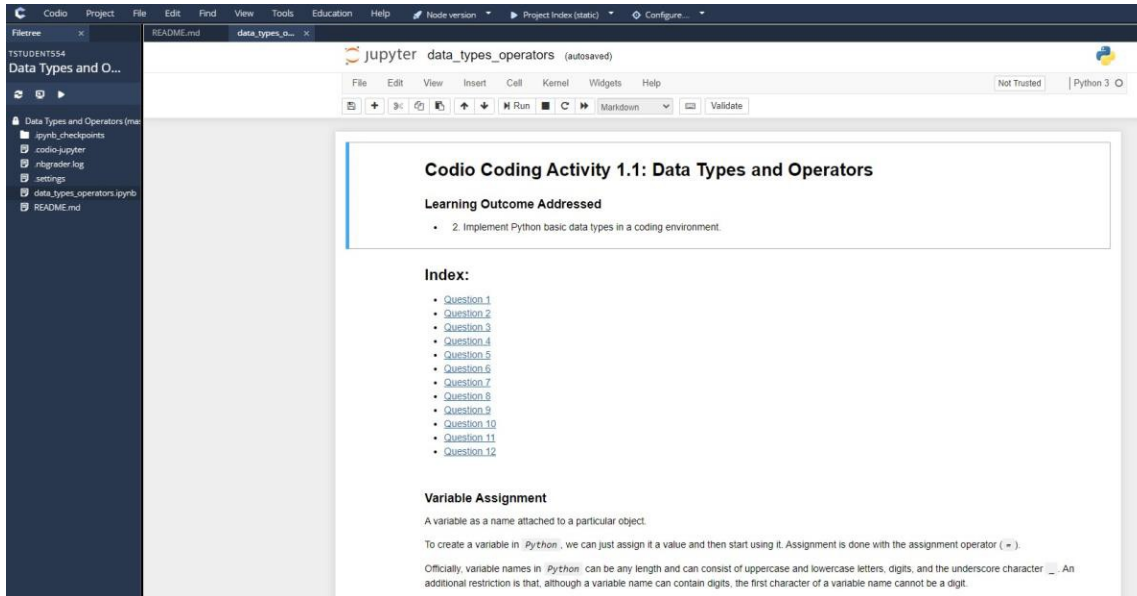 Codio Project File Edit Find View Tools Education Help Node version Project Index (static) Configure...
Filetree
README.md data_types_o...
TSTUDENTS54
Data Types and O...
Data Types and Operators (mas
.ipynb_checkpoints
.codio-jupyter
.nbgrader.log
.settings
data_types_operators.ipynb
README.md
jupyter data_types_operators (autosaved)
File Edit View Insert Cell Kernel Widgets Help Not Trusted Python 3
Run Markdown Validate
Codio Coding Activity 1.1: Data Types and Operators
Learning Outcome Addressed
• 2. Implement Python basic data types in a coding environment.
Index:
• Question 1
• Question 2
• Question 3
• Question 4
• Question 5
• Question 6
• Question 7
• Question 8
• Question 9
• Question 10
• Question 11
• Question 12
Variable Assignment
A variable as a name attached to a particular object.
To create a variable in Python, we can just assign it a value and then start using it. Assignment is done with the assignment operator ( = ).
Officially, variable names in Python can be any length and can consist of uppercase and lowercase letters, digits, and the underscore character _. An
additional restriction is that, although a variable name can contain digits, the first character of a variable name cannot be a digit.